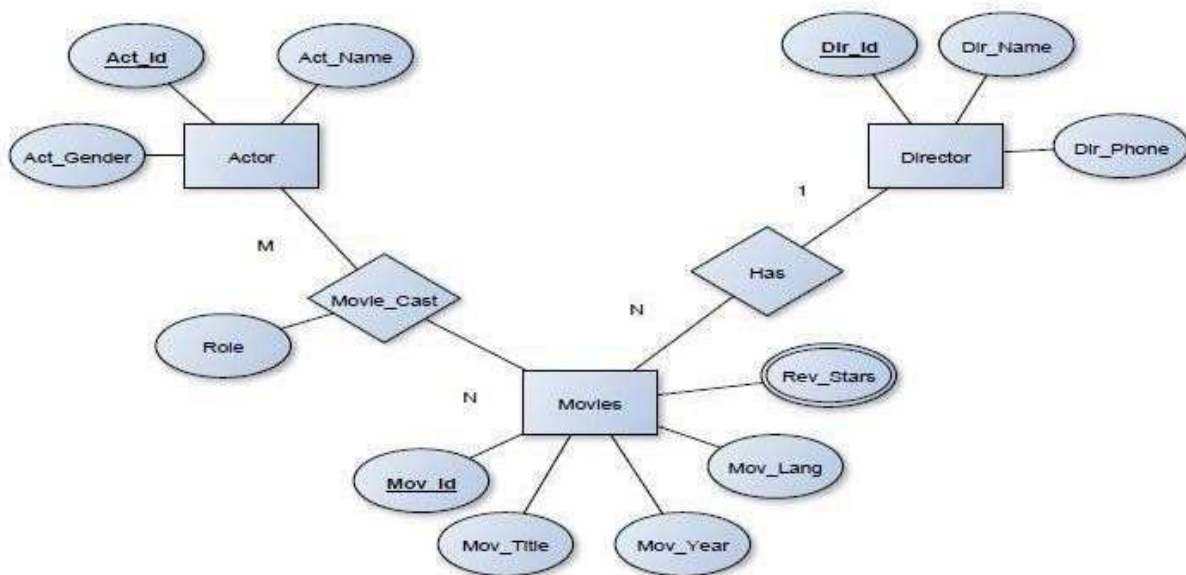 Act_Id
Act_Name
Dir_Id
Dir_Name
Act_Gender
Actor
Director
Dir_Phone
1
M
Has
Movie_Cast
N
Role
Rev_Stars
N
Movies
Mov_Lang
Mov_Id
Mov_Title
Mov_Year